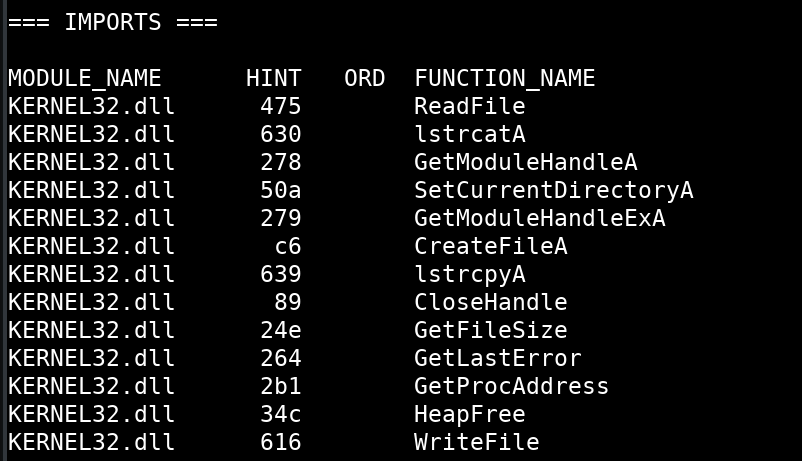 === IMPORTS ===
MODULE_NAME      HINT   ORD  FUNCTION_NAME
KERNEL32.dll      475        ReadFile
KERNEL32.dll      630        lstrcatA
KERNEL32.dll      278        GetModuleHandleA
KERNEL32.dll      50a        SetCurrentDirectoryA
KERNEL32.dll      279        GetModuleHandleExA
KERNEL32.dll       c6        CreateFileA
KERNEL32.dll      639        lstrcpyA
KERNEL32.dll       89        CloseHandle
KERNEL32.dll      24e        GetFileSize
KERNEL32.dll      264        GetLastError
KERNEL32.dll      2b1        GetProcAddress
KERNEL32.dll      34c        HeapFree
KERNEL32.dll      616        WriteFile